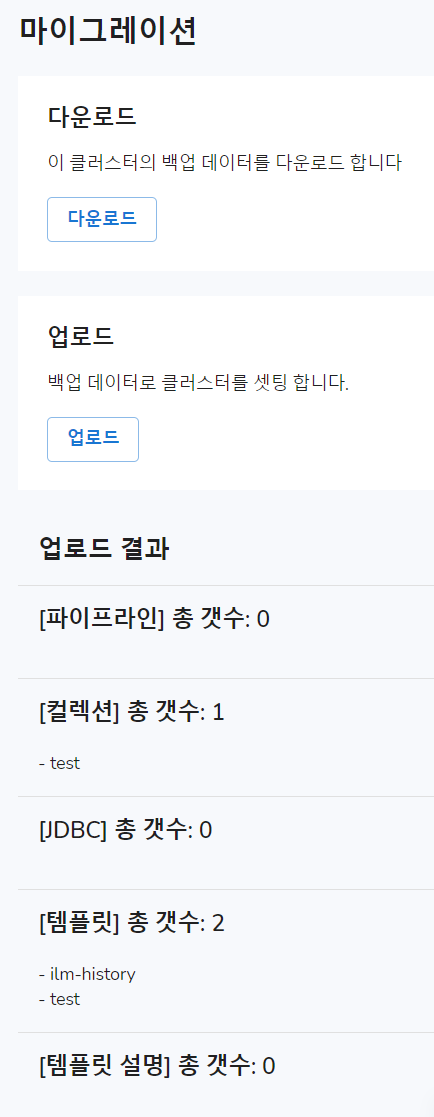 마이그레이션
다운로드
이 클러스터의 백업 데이터를 다운로드 합니다
다운로드
업로드
백업 데이터로 클러스터를 셋팅 합니다.
업로드
업로드 결과
[파이프라인] 총 갯수: 0
[컬렉션] 총 갯수: 1
- test
[JDBC] 총 갯수: 0
[템플릿] 총 갯수: 2
- ilm-history
- test
[템플릿 설명] 총 갯수: 0